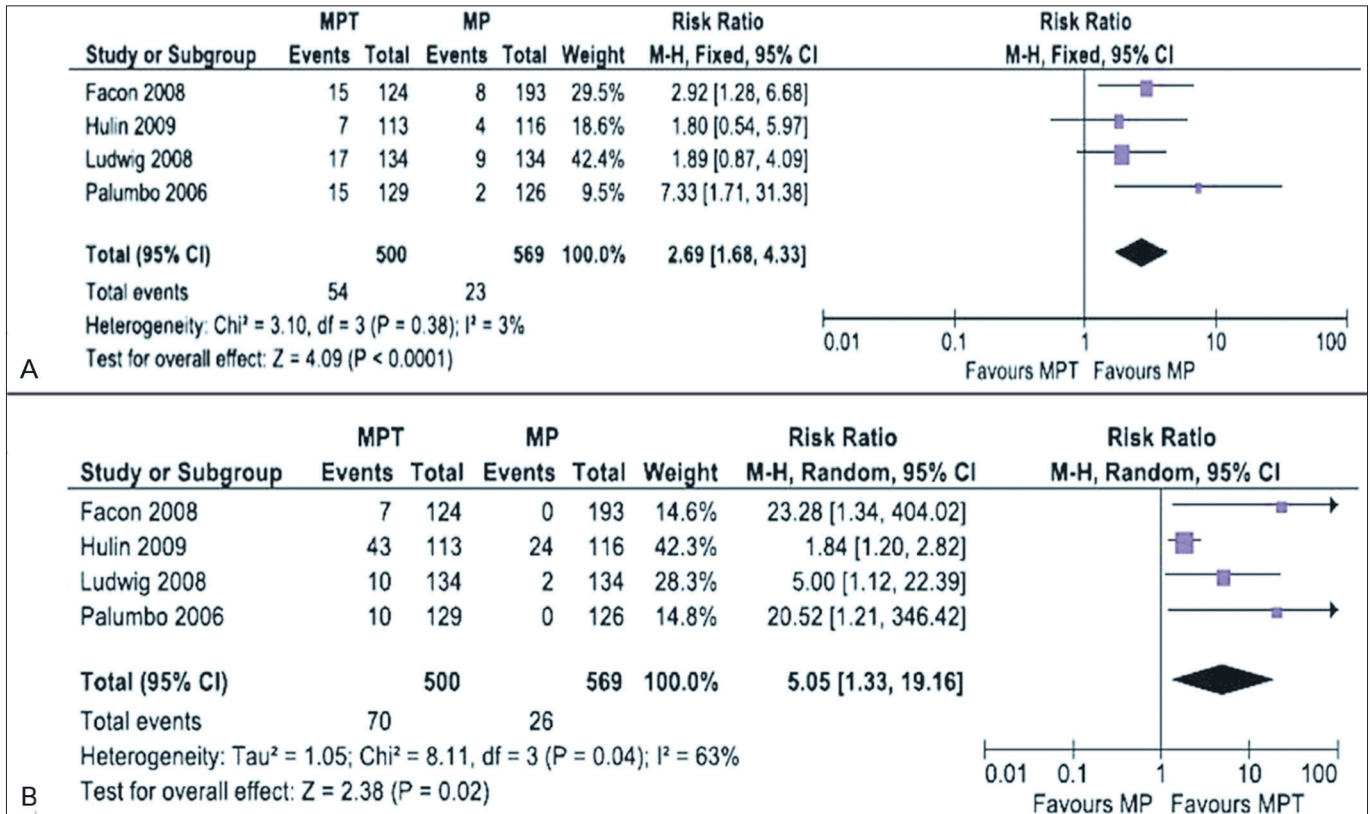 MPT MP Risk Ratio Risk Ratio
Study or Subgroup Events Total Events Total Weight M-H, Fixed, 95% CI M-H, Fixed, 95% CI
Facon 2008 15 124 8 193 29.5% 2.92 [1.28, 6.68]
Hulin 2009 7 113 4 116 18.6% 1.80 [0.54, 5.97]
Ludwig 2008 17 134 9 134 42.4% 1.89 [0.87, 4.09]
Palumbo 2006 15 129 2 126 9.5% 7.33 [1.71, 31.38]
Total (95% CI) 500 569 100.0% 2.69 [1.68, 4.33]
Total events 54 23
Heterogeneity: Chi² = 3.10, df = 3 (P = 0.38); I² = 3%
Test for overall effect: Z = 4.09 (P < 0.0001)
0.01 0.1 1 10 100
Favours MPT Favours MP
A
MPT MP Risk Ratio Risk Ratio
Study or Subgroup Events Total Events Total Weight M-H, Random, 95% CI M-H, Random, 95% CI
Facon 2008 7 124 0 193 14.6% 23.28 [1.34, 404.02]
Hulin 2009 43 113 24 116 42.3% 1.84 [1.20, 2.82]
Ludwig 2008 10 134 2 134 28.3% 5.00 [1.12, 22.39]
Palumbo 2006 10 129 0 126 14.8% 20.52 [1.21, 346.42]
Total (95% CI) 500 569 100.0% 5.05 [1.33, 19.16]
Total events 70 26
Heterogeneity: Tau² = 1.05; Chi² = 8.11, df = 3 (P = 0.04); I² = 63%
Test for overall effect: Z = 2.38 (P = 0.02)
0.01 0.1 1 10 100
Favours MP Favours MPT
B